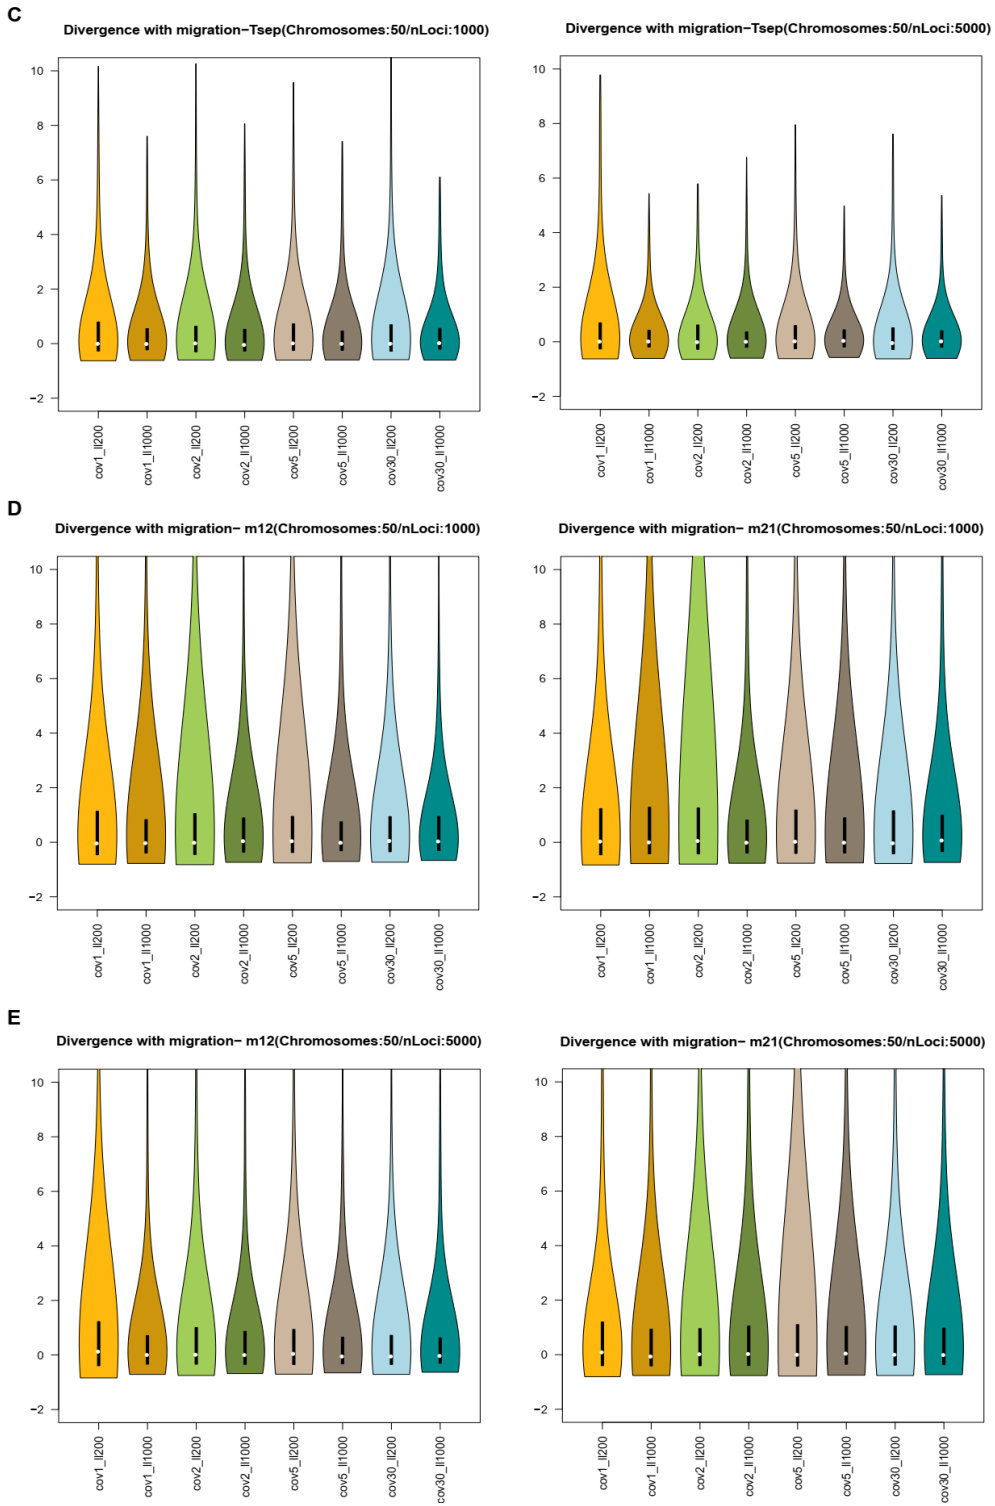 C
Divergence with migration−Tsep(Chromosomes:50/nLoci:1000)
10
8
6
4
2
0
−2
cov1_ll200
cov1_ll1000
cov2_ll200
cov2_ll1000
cov5_ll200
cov5_ll1000
cov30_ll200
cov30_ll1000
Divergence with migration−Tsep(Chromosomes:50/nLoci:5000)
10
8
6
4
2
0
−2
cov1_ll200
cov1_ll1000
cov2_ll200
cov2_ll1000
cov5_ll200
cov5_ll1000
cov30_ll200
cov30_ll1000
D
Divergence with migration− m12(Chromosomes:50/nLoci:1000)
10
8
6
4
2
0
−2
cov1_ll200
cov1_ll1000
cov2_ll200
cov2_ll1000
cov5_ll200
cov5_ll1000
cov30_ll200
cov30_ll1000
Divergence with migration− m21(Chromosomes:50/nLoci:1000)
10
8
6
4
2
0
−2
cov1_ll200
cov1_ll1000
cov2_ll200
cov2_ll1000
cov5_ll200
cov5_ll1000
cov30_ll200
cov30_ll1000
E
Divergence with migration− m12(Chromosomes:50/nLoci:5000)
10
8
6
4
2
0
−2
cov1_ll200
cov1_ll1000
cov2_ll200
cov2_ll1000
cov5_ll200
cov5_ll1000
cov30_ll200
cov30_ll1000
Divergence with migration− m21(Chromosomes:50/nLoci:5000)
10
8
6
4
2
0
−2
cov1_ll200
cov1_ll1000
cov2_ll200
cov2_ll1000
cov5_ll200
cov5_ll1000
cov30_ll200
cov30_ll1000